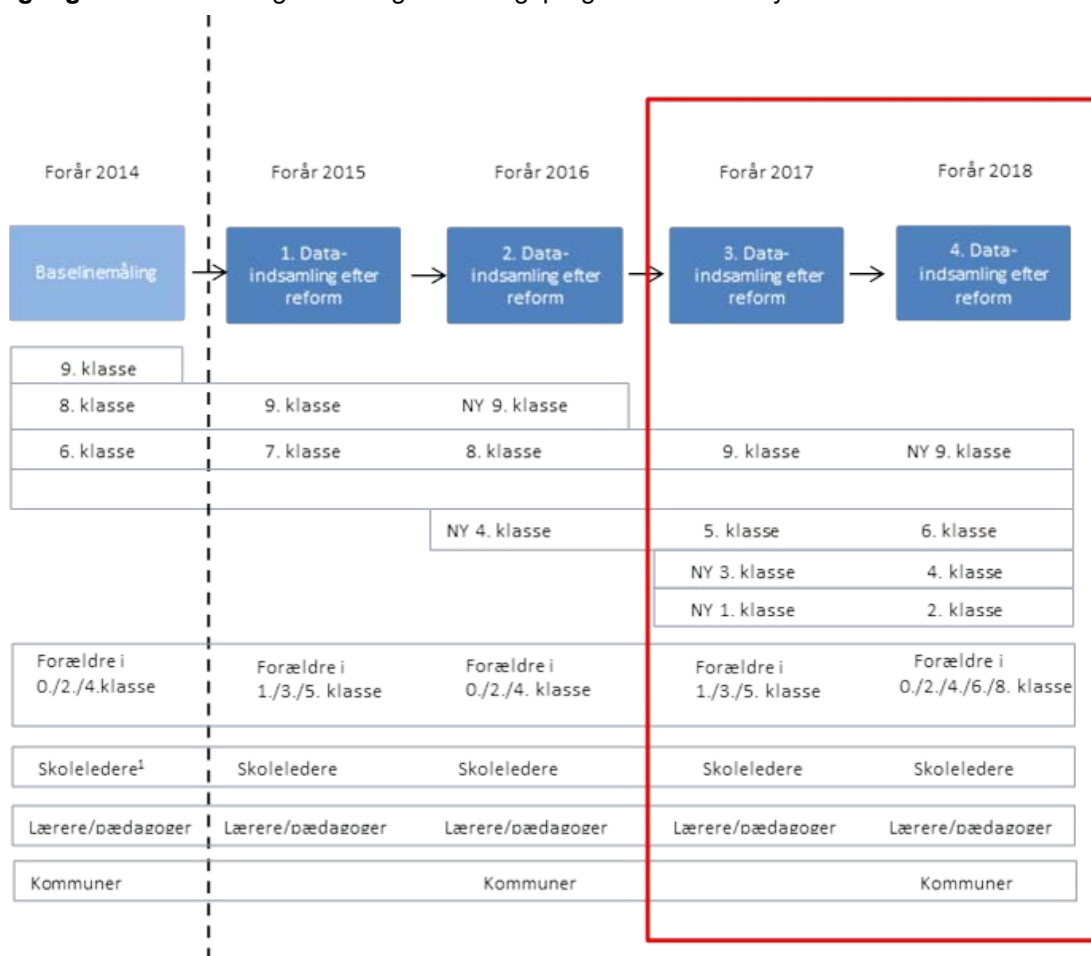 Forår 2014 Forår 2015 Forår 2016 Forår 2017 Forår 2018
Baselinemåling
1. Data-
indsamling efter
reform
2. Data-
indsamling efter
reform
3. Data-
indsamling efter
reform
4. Data-
indsamling efter
reform
9. klasse
8. klasse 9. klasse NY 9. klasse
6. klasse 7. klasse 8. klasse 9. klasse NY 9. klasse
NY 4. klasse 5. klasse 6. klasse
NY 3. klasse 4. klasse
NY 1. klasse 2. klasse
Forældre i
0./2./4.klasse
Forældre i
1./3./5. klasse
Forældre i
0./2./4. klasse
Forældre i
1./3./5. klasse
Forældre i
0./2./4./6./8. klasse
Skoleledere¹ Skoleledere Skoleledere Skoleledere Skoleledere
Lærere/pædagoger Lærere/pædagoger Lærere/pædagoger Lærere/pædagoger Lærere/pædagoger
Kommuner Kommuner Kommuner